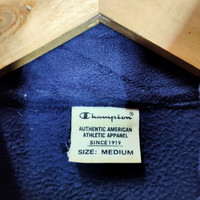 Champion
AUTHENTIC AMERICAN
ATHLETIC APPAREL
SINCE 1919
SIZE: MEDIUM